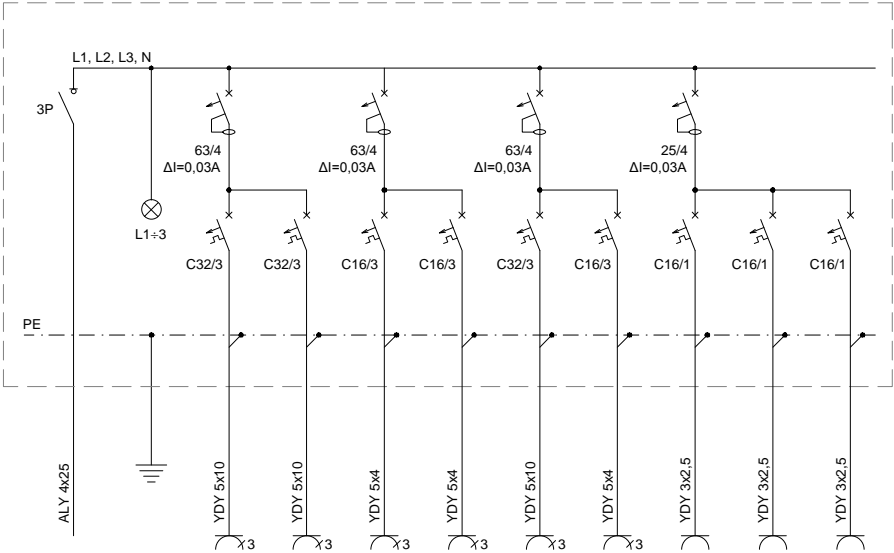 L1, L2, L3, N
3P
63/4
ΔI=0,03A
63/4
ΔI=0,03A
63/4
ΔI=0,03A
25/4
ΔI=0,03A
L1÷3
C32/3
C32/3
C16/3
C16/3
C32/3
C16/3
C16/1
C16/1
C16/1
PE
ALY 4x25
YDY 5x10
YDY 5x10
YDY 5x4
YDY 5x4
YDY 5x10
YDY 5x4
YDY 3x2,5
YDY 3x2,5
YDY 3x2,5
3
3
3
3
3
3